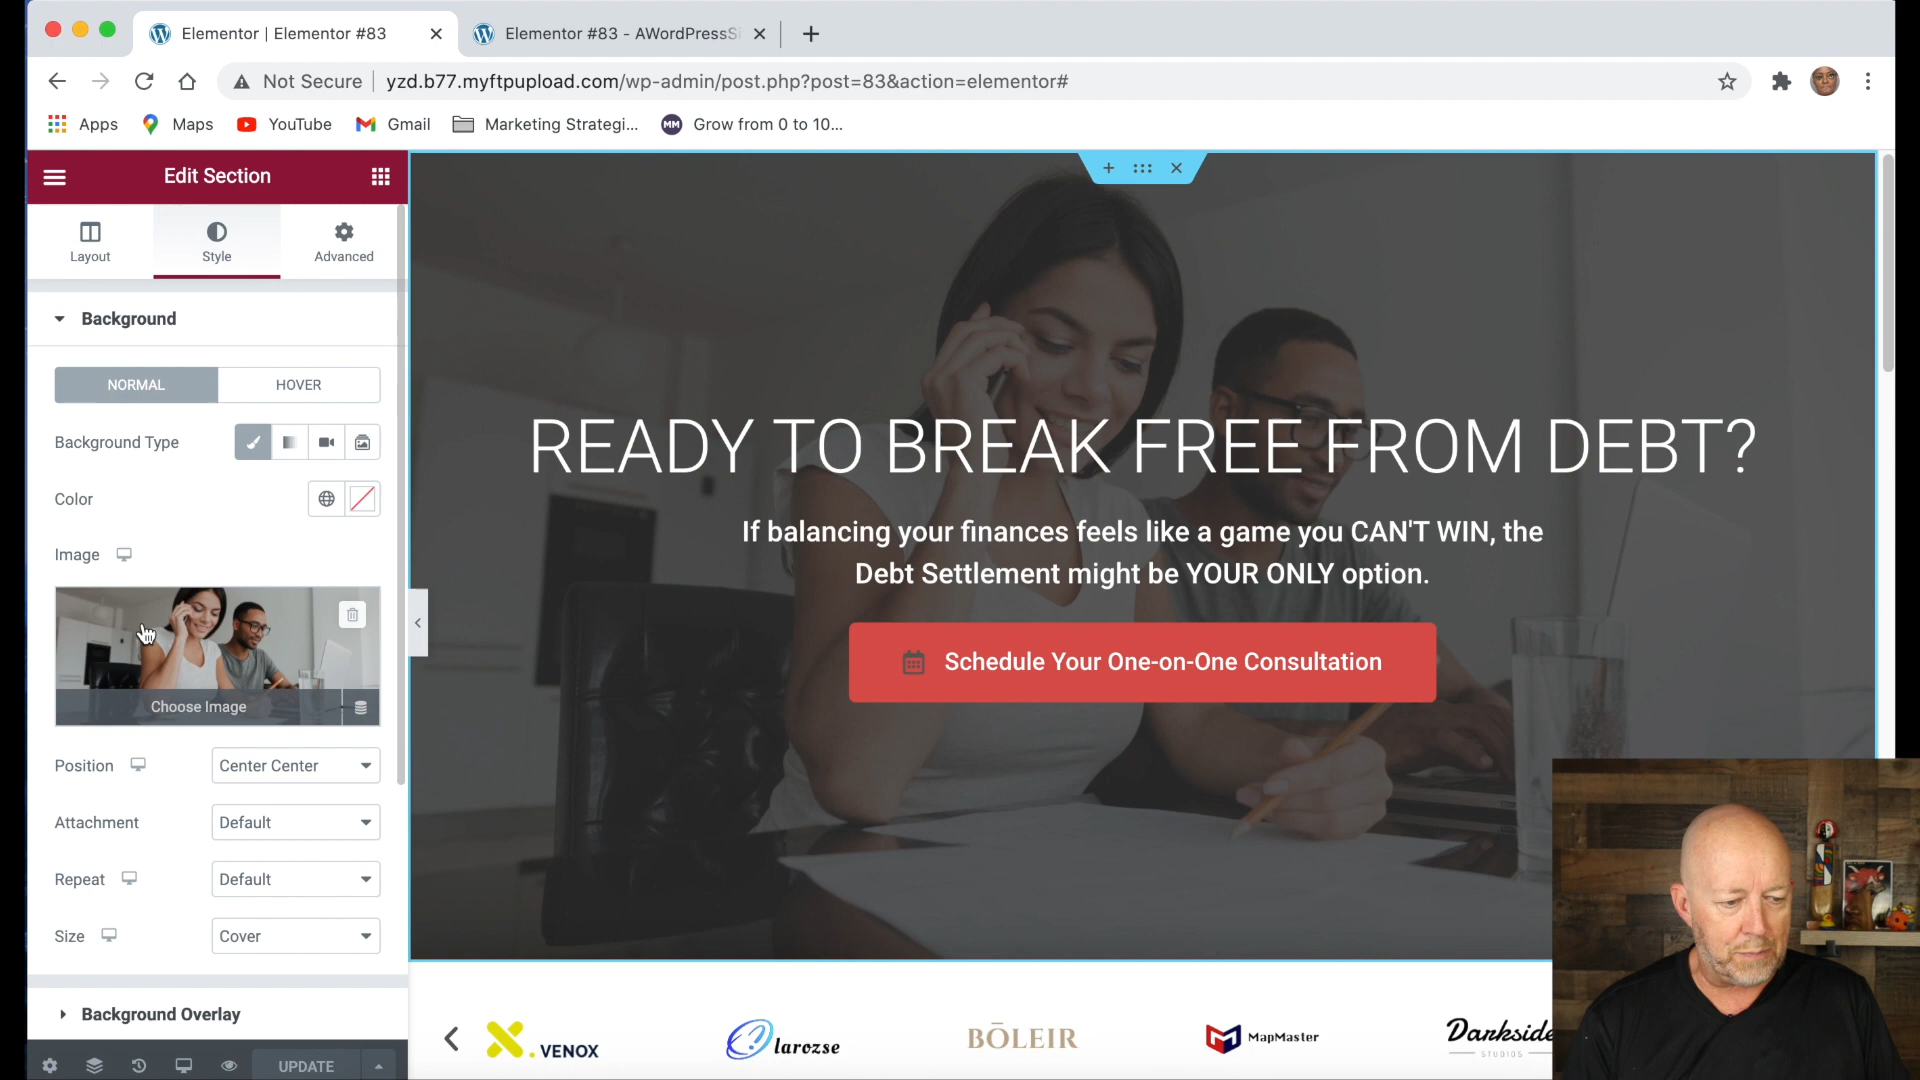 Elementor | Elementor #83
Elementor #83 - AWordPressSi
Not Secure
yzd.b77.myftpupload.com/wp-admin/post.php?post=83&action=elementor#
Apps
Maps
YouTube
Gmail
Marketing Strategi...
MM
Grow from 0 to 10...
Edit Section
Layout
Style
Advanced
Background
NORMAL
HOVER
Background Type
Color
Image
Choose Image
Position
Center Center
Attachment
Default
Repeat
Default
Size
Cover
Background Overlay
UPDATE
READY TO BREAK FREE FROM DEBT?
If balancing your finances feels like a game you CAN'T WIN, the
Debt Settlement might be YOUR ONLY option.
Schedule Your One-on-One Consultation
VENOX
larozse
BŌLEIR
MapMaster
Darkside
STUDIOS